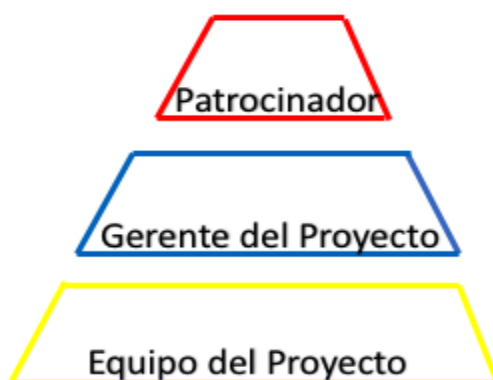 Patrocinador
Gerente del Proyecto
Equipo del Proyecto